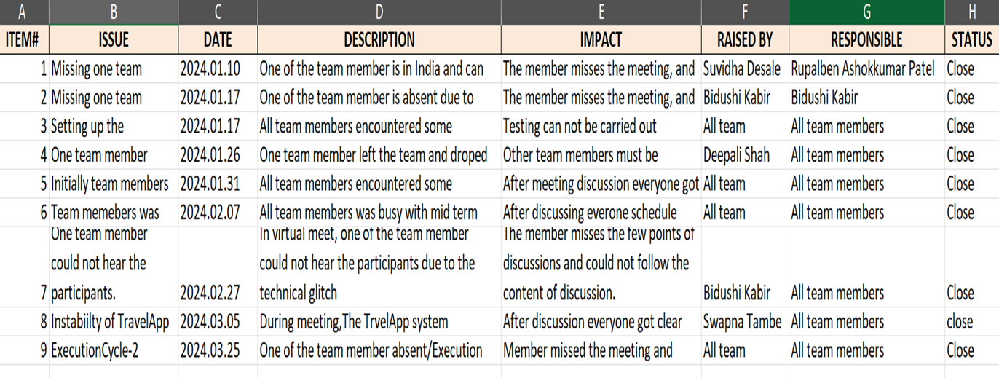 A B C D E F G H
ITEM# ISSUE DATE DESCRIPTION IMPACT RAISED BY RESPONSIBLE STATUS
1 Missing one team 2024.01.10 One of the team member is in India and can The member misses the meeting, and Suvidha Desale Rupalben Ashokkumar Patel Close
2 Missing one team 2024.01.17 One of the team member is absent due to The member misses the meeting, and Bidushi Kabir Bidushi Kabir Close
3 Setting up the 2024.01.17 All team members encountered some Testing can not be carried out All team All team members Close
4 One team member 2024.01.26 One team member left the team and droped Other team members must be Deepali Shah All team members Close
5 Initially team members 2024.01.31 All team members encountered some After meeting discussion everyone got All team All team members Close
6 Team memebers was 2024.02.07 All team members was busy with mid term After discussing everone schedule All team All team members Close
One team member In virtual meet, one of the team member The member misses the few points of
could not hear the could not hear the participants due to the discussions and could not follow the
7 participants. 2024.02.27 technical glitch content of discussion. Bidushi Kabir All team members Close
8 Instabiilty of TravelApp 2024.03.05 During meeting,The TrvelApp system After discussion everyone got clear Swapna Tambe All team members close
9 ExecutionCycle-2 2024.03.25 One of the team member absent/Execution Member missed the meeting and All team All team members Close